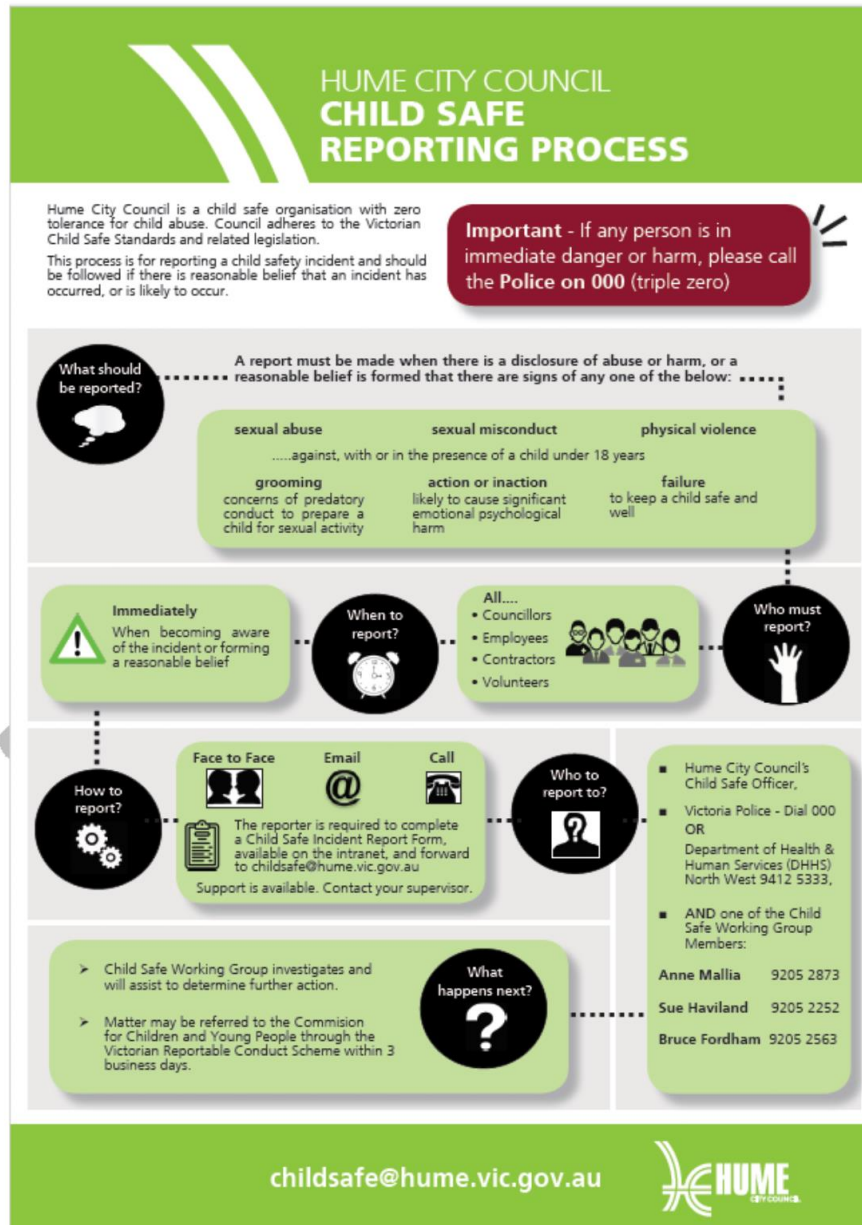 HUME CITY COUNCIL
CHILD SAFE
REPORTING PROCESS
Hume City Council is a child safe organisation with zero
tolerance for child abuse. Council adheres to the Victorian
Child Safe Standards and related legislation.
This process is for reporting a child safety incident and should
be followed if there is reasonable belief that an incident has
occurred, or is likely to occur.
Important - If any person is in
immediate danger or harm, please call
the Police on 000 (triple zero)
What should
be reported?
A report must be made when there is a disclosure of abuse or harm, or a
reasonable belief is formed that there are signs of any one of the below:
sexual abuse sexual misconduct physical violence
.....against, with or in the presence of a child under 18 years
grooming
concerns of predatory
conduct to prepare a
child for sexual activity
action or inaction
likely to cause significant
emotional psychological
harm
failure
to keep a child safe and
well
Who must
report?
All....
• Councillors
• Employees
• Contractors
• Volunteers
When to
report?
Immediately
When becoming aware
of the incident or forming
a reasonable belief
How to
report?
Face to Face Email Call
@
The reporter is required to complete
a Child Safe Incident Report Form,
available on the intranet, and forward
to childsafe@hume.vic.gov.au
Support is available. Contact your supervisor.
Who to
report to?
▪ Hume City Council's
Child Safe Officer,
▪ Victoria Police - Dial 000
OR
Department of Health &
Human Services (DHHS)
North West 9412 5333,
▪ AND one of the Child
Safe Working Group
Members:
Anne Mallia 9205 2873
Sue Haviland 9205 2252
Bruce Fordham 9205 2563
What
happens next?
?
➢ Child Safe Working Group investigates and
will assist to determine further action.
➢ Matter may be referred to the Commision
for Children and Young People through the
Victorian Reportable Conduct Scheme within 3
business days.
childsafe@hume.vic.gov.au
HUME
CITY COUNCIL